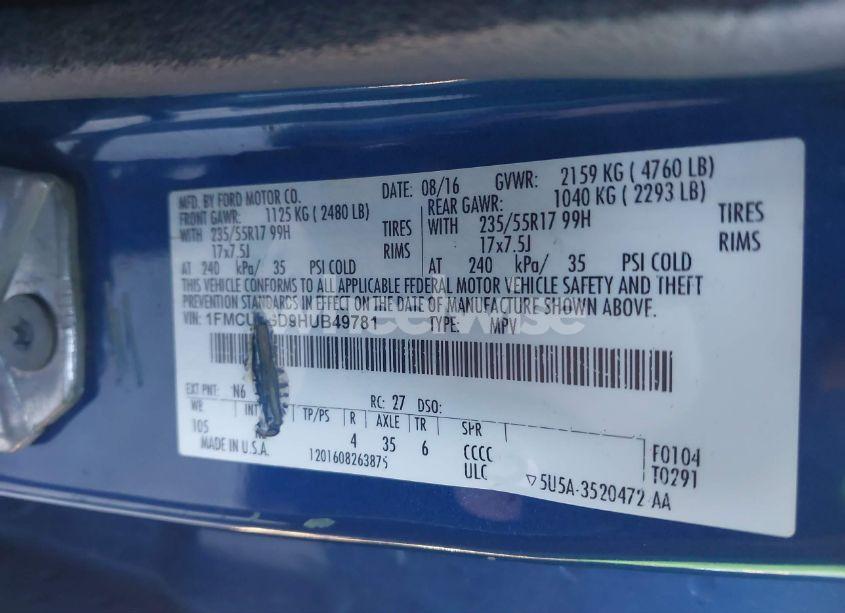 MFD. BY FORD MOTOR CO.
DATE: 08/16 GVWR: 2159 KG ( 4760 LB)
FRONT GAWR: 1125 KG ( 2480 LB) REAR GAWR: 1040 KG ( 2293 LB)
WITH 235/55R17 99H TIRES WITH 235/55R17 99H TIRES
17x7.5J RIMS 17x7.5J RIMS
AT 240 kPa/ 35 PSI COLD AT 240 kPa/ 35 PSI COLD
THIS VEHICLE CONFORMS TO ALL APPLICABLE FEDERAL MOTOR VEHICLE SAFETY AND THEFT
PREVENTION STANDARDS IN EFFECT ON THE DATE OF MANUFACTURE SHOWN ABOVE.
VIN: 1FMCU GD9HUB49781 TYPE: MPV
EXT PNT: N6 RC: 27 DSO:
WB INT TP/PS R AXLE TR SPR
105 4 35 6 CCCC F0104
MADE IN U.S.A. 120160826387S ULC T0291
▽5U5A-3520472-AA